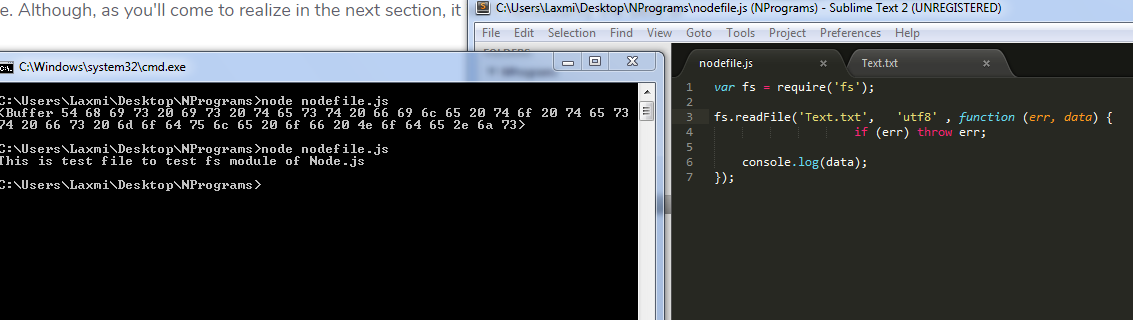 e. Although, as you'll come to realize in the next section, it
C:\Users\Laxmi\Desktop\NPrograms\nodefile.js (NPrograms) - Sublime Text 2 (UNREGISTERED)
File Edit Selection Find View Goto Tools Project Preferences Help
FOLDERS
NPrograms
C:\Windows\system32\cmd.exe
C:\Users\Laxmi\Desktop\NPrograms>node nodefile.js
<Buffer 54 68 69 73 20 69 73 20 74 65 73 74 20 66 69 6c 65 20 74 6f 20 74 65 73
74 20 66 73 20 6d 6f 64 75 6c 65 20 6f 66 20 4e 6f 64 65 2e 6a 73>
C:\Users\Laxmi\Desktop\NPrograms>node nodefile.js
This is test file to test fs module of Node.js
C:\Users\Laxmi\Desktop\NPrograms>
nodefile.js × Text.txt ×
1 var fs = require('fs');
2
3 fs.readFile('Text.txt', 'utf8' , function (err, data) {
4 if (err) throw err;
5
6 console.log(data);
7 });